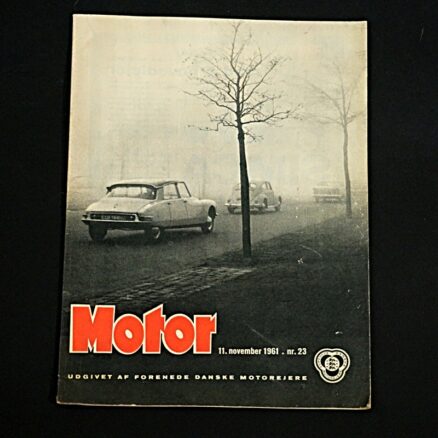 Motor
11. november 1961 . nr. 23
UDGIVET AF FORENEDE DANSKE MOTOREJERE